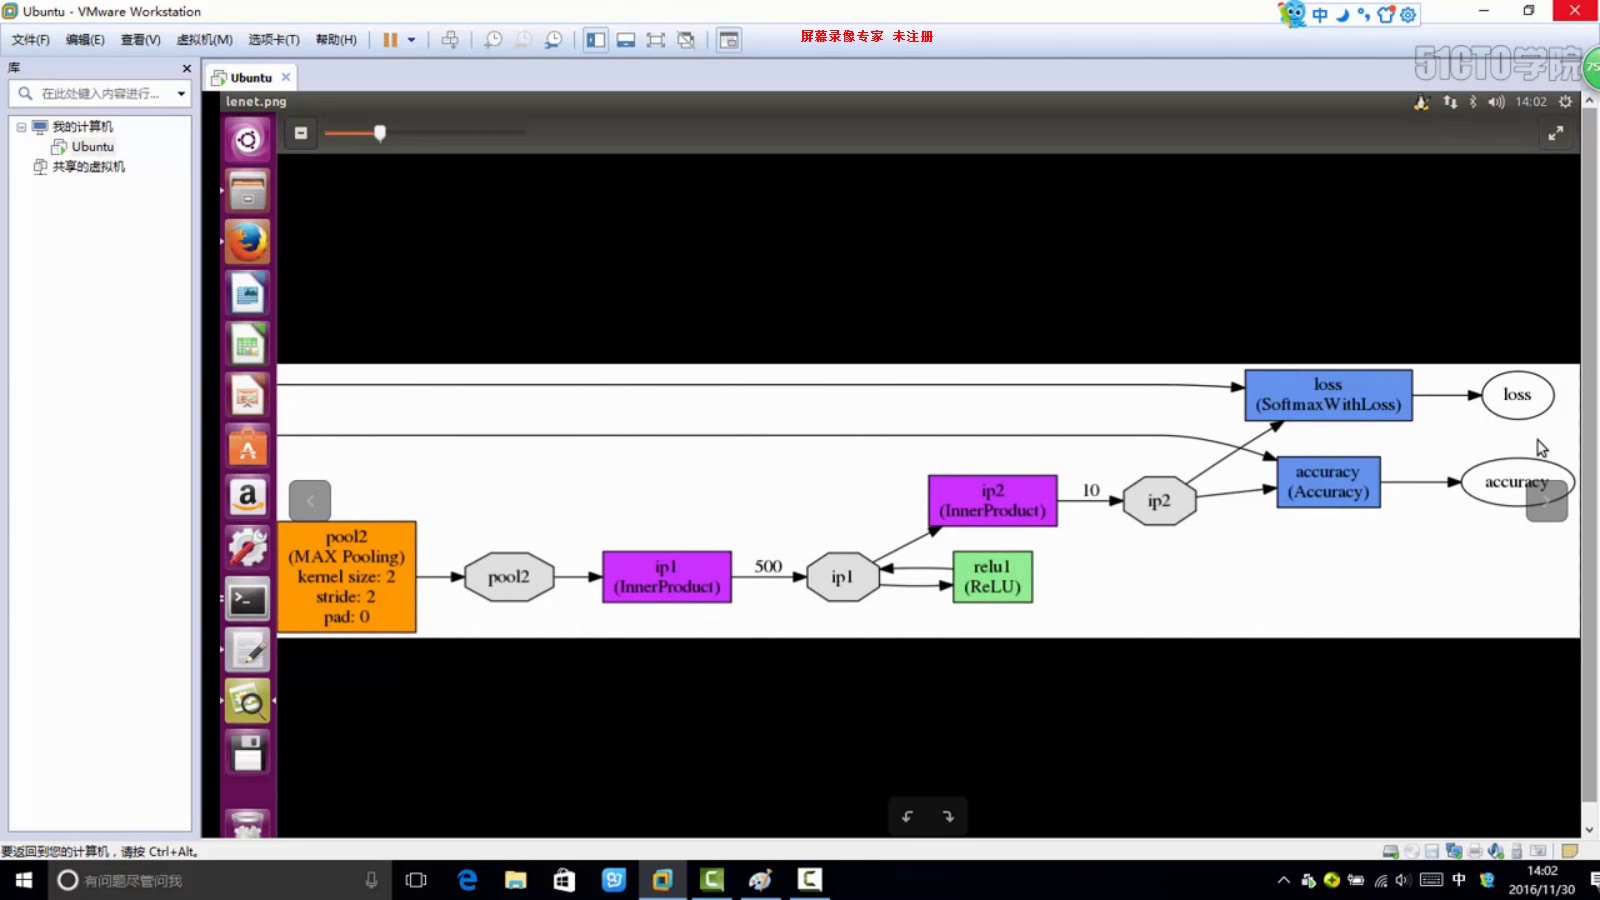 Ubuntu - VMware Workstation
中
文件(F) 编辑(E) 查看(V) 虚拟机(M) 选项卡(T) 帮助(H)
屏幕录像专家 未注册
51CTO学院
75
库
Ubuntu
在此处键入内容进行...
lenet.png
14:02
我的计算机
Ubuntu
共享的虚拟机
loss
(SoftmaxWithLoss)
loss
accuracy
(Accuracy)
accuracy
ip2
(InnerProduct)
10
ip2
pool2
(MAX Pooling)
kernel size: 2
stride: 2
pad: 0
pool2
ip1
(InnerProduct)
500
ip1
relu1
(ReLU)
要返回到您的计算机，请按 Ctrl+Alt。
有问题尽管问我
中
14:02
2016/11/30